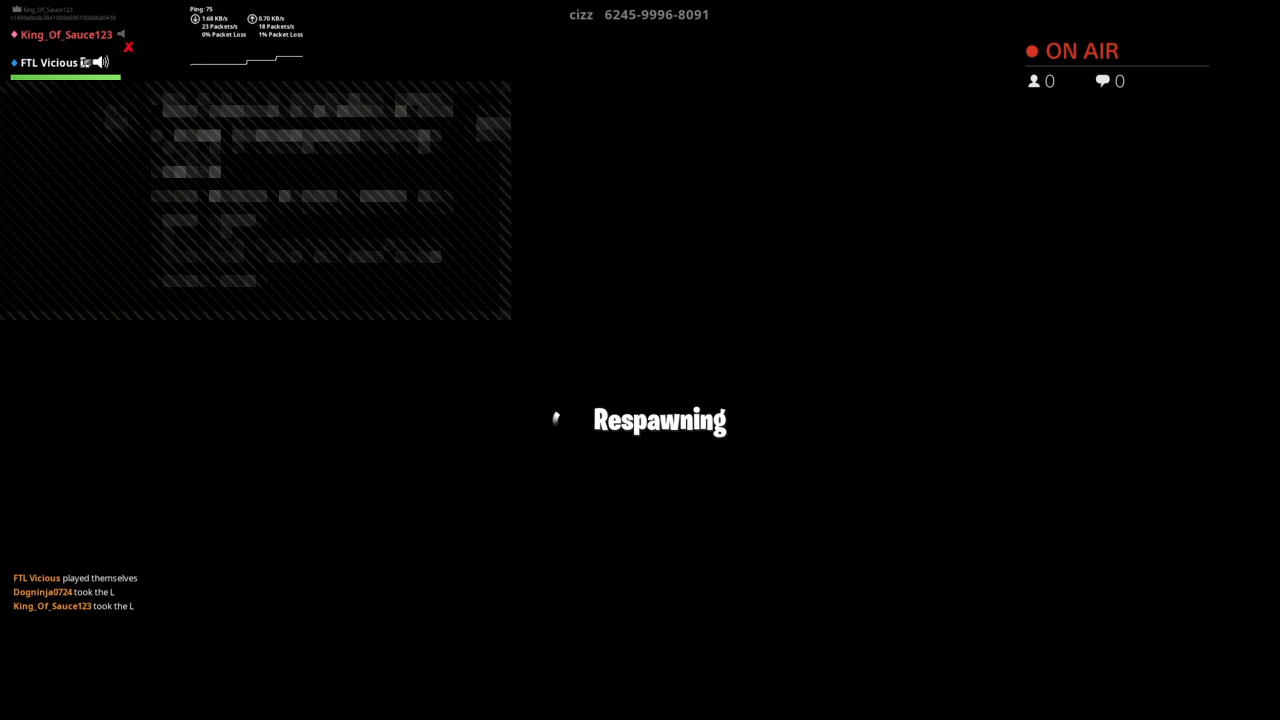 King_Of_Sauce123
Ping: 75
1.68 KB/s 0.70 KB/s
23 Packets/s 18 Packets/s
0% Packet Loss 1% Packet Loss
cizz 6245-9996-8091
King_Of_Sauce123
FTL Vicious
ON AIR
0 0
Respawning
FTL Vicious played themselves
Dogninja0724 took the L
King_Of_Sauce123 took the L